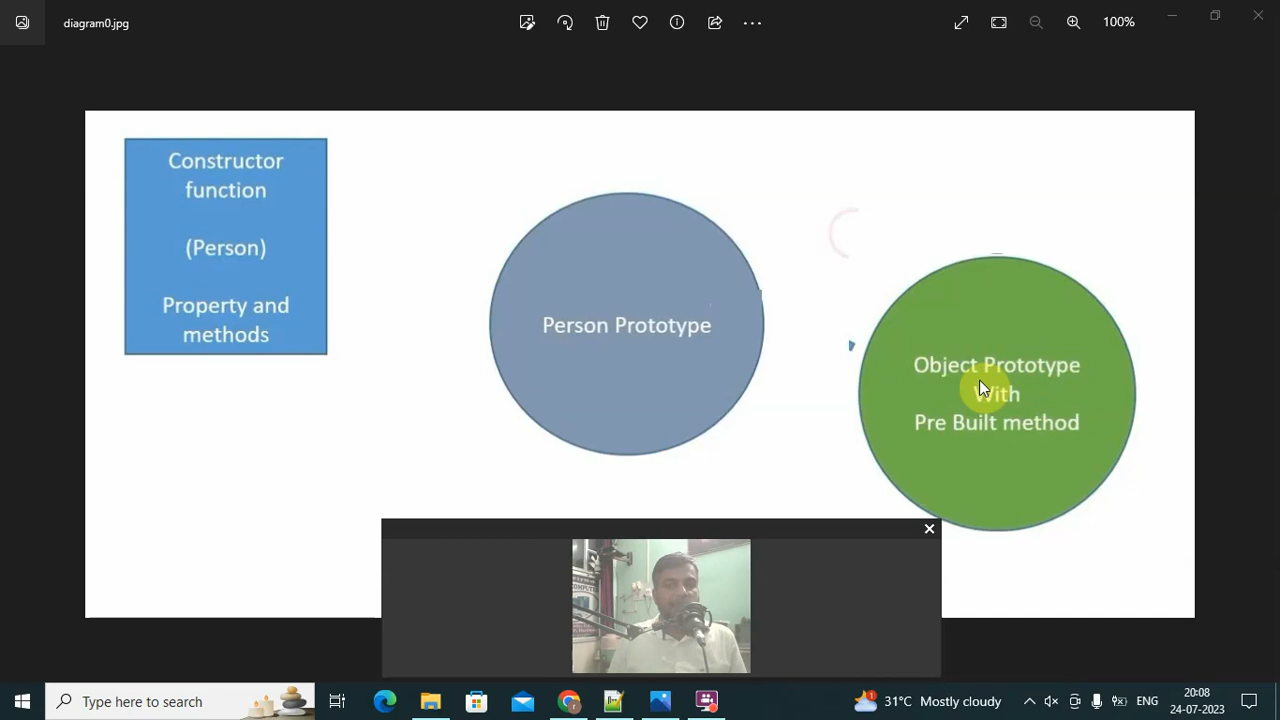 diagram0.jpg
100%
Constructor
function
(Person)
Property and
methods
Person Prototype
Object Prototype
With
Pre Built method
Type here to search
1
31°C Mostly cloudy
ENG
20:08
24-07-2023